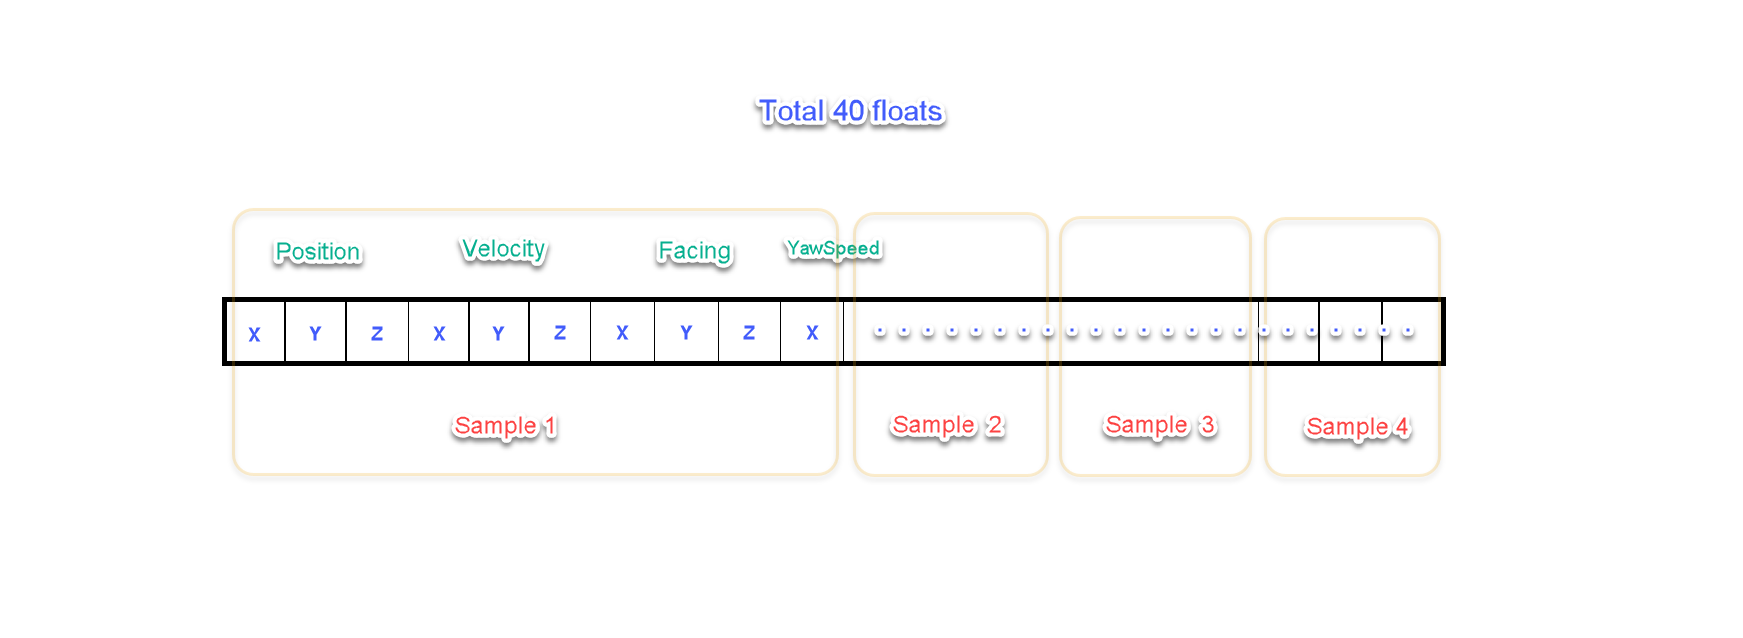 Total 40 floats
Position Velocity Facing YawSpeed
X Y Z X Y Z X Y Z X . . . . . . . . . . . . . . . . . . . . . . .
Sample 1 Sample 2 Sample 3 Sample 4